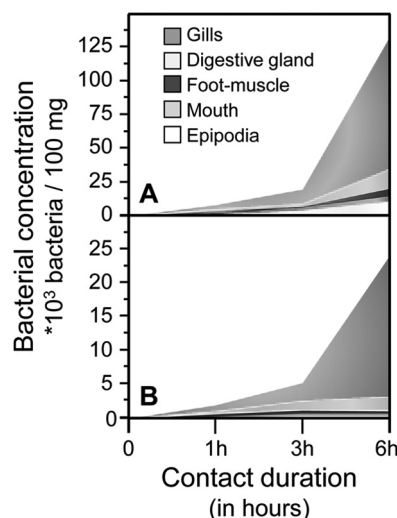 Gills
Digestive gland
Foot-muscle
Mouth
Epipodia
125
100
75
50
25
0
A
25
20
15
10
5
0
B
Bacterial concentration
*10³ bacteria / 100 mg
0 1h 3h 6h
Contact duration
(in hours)